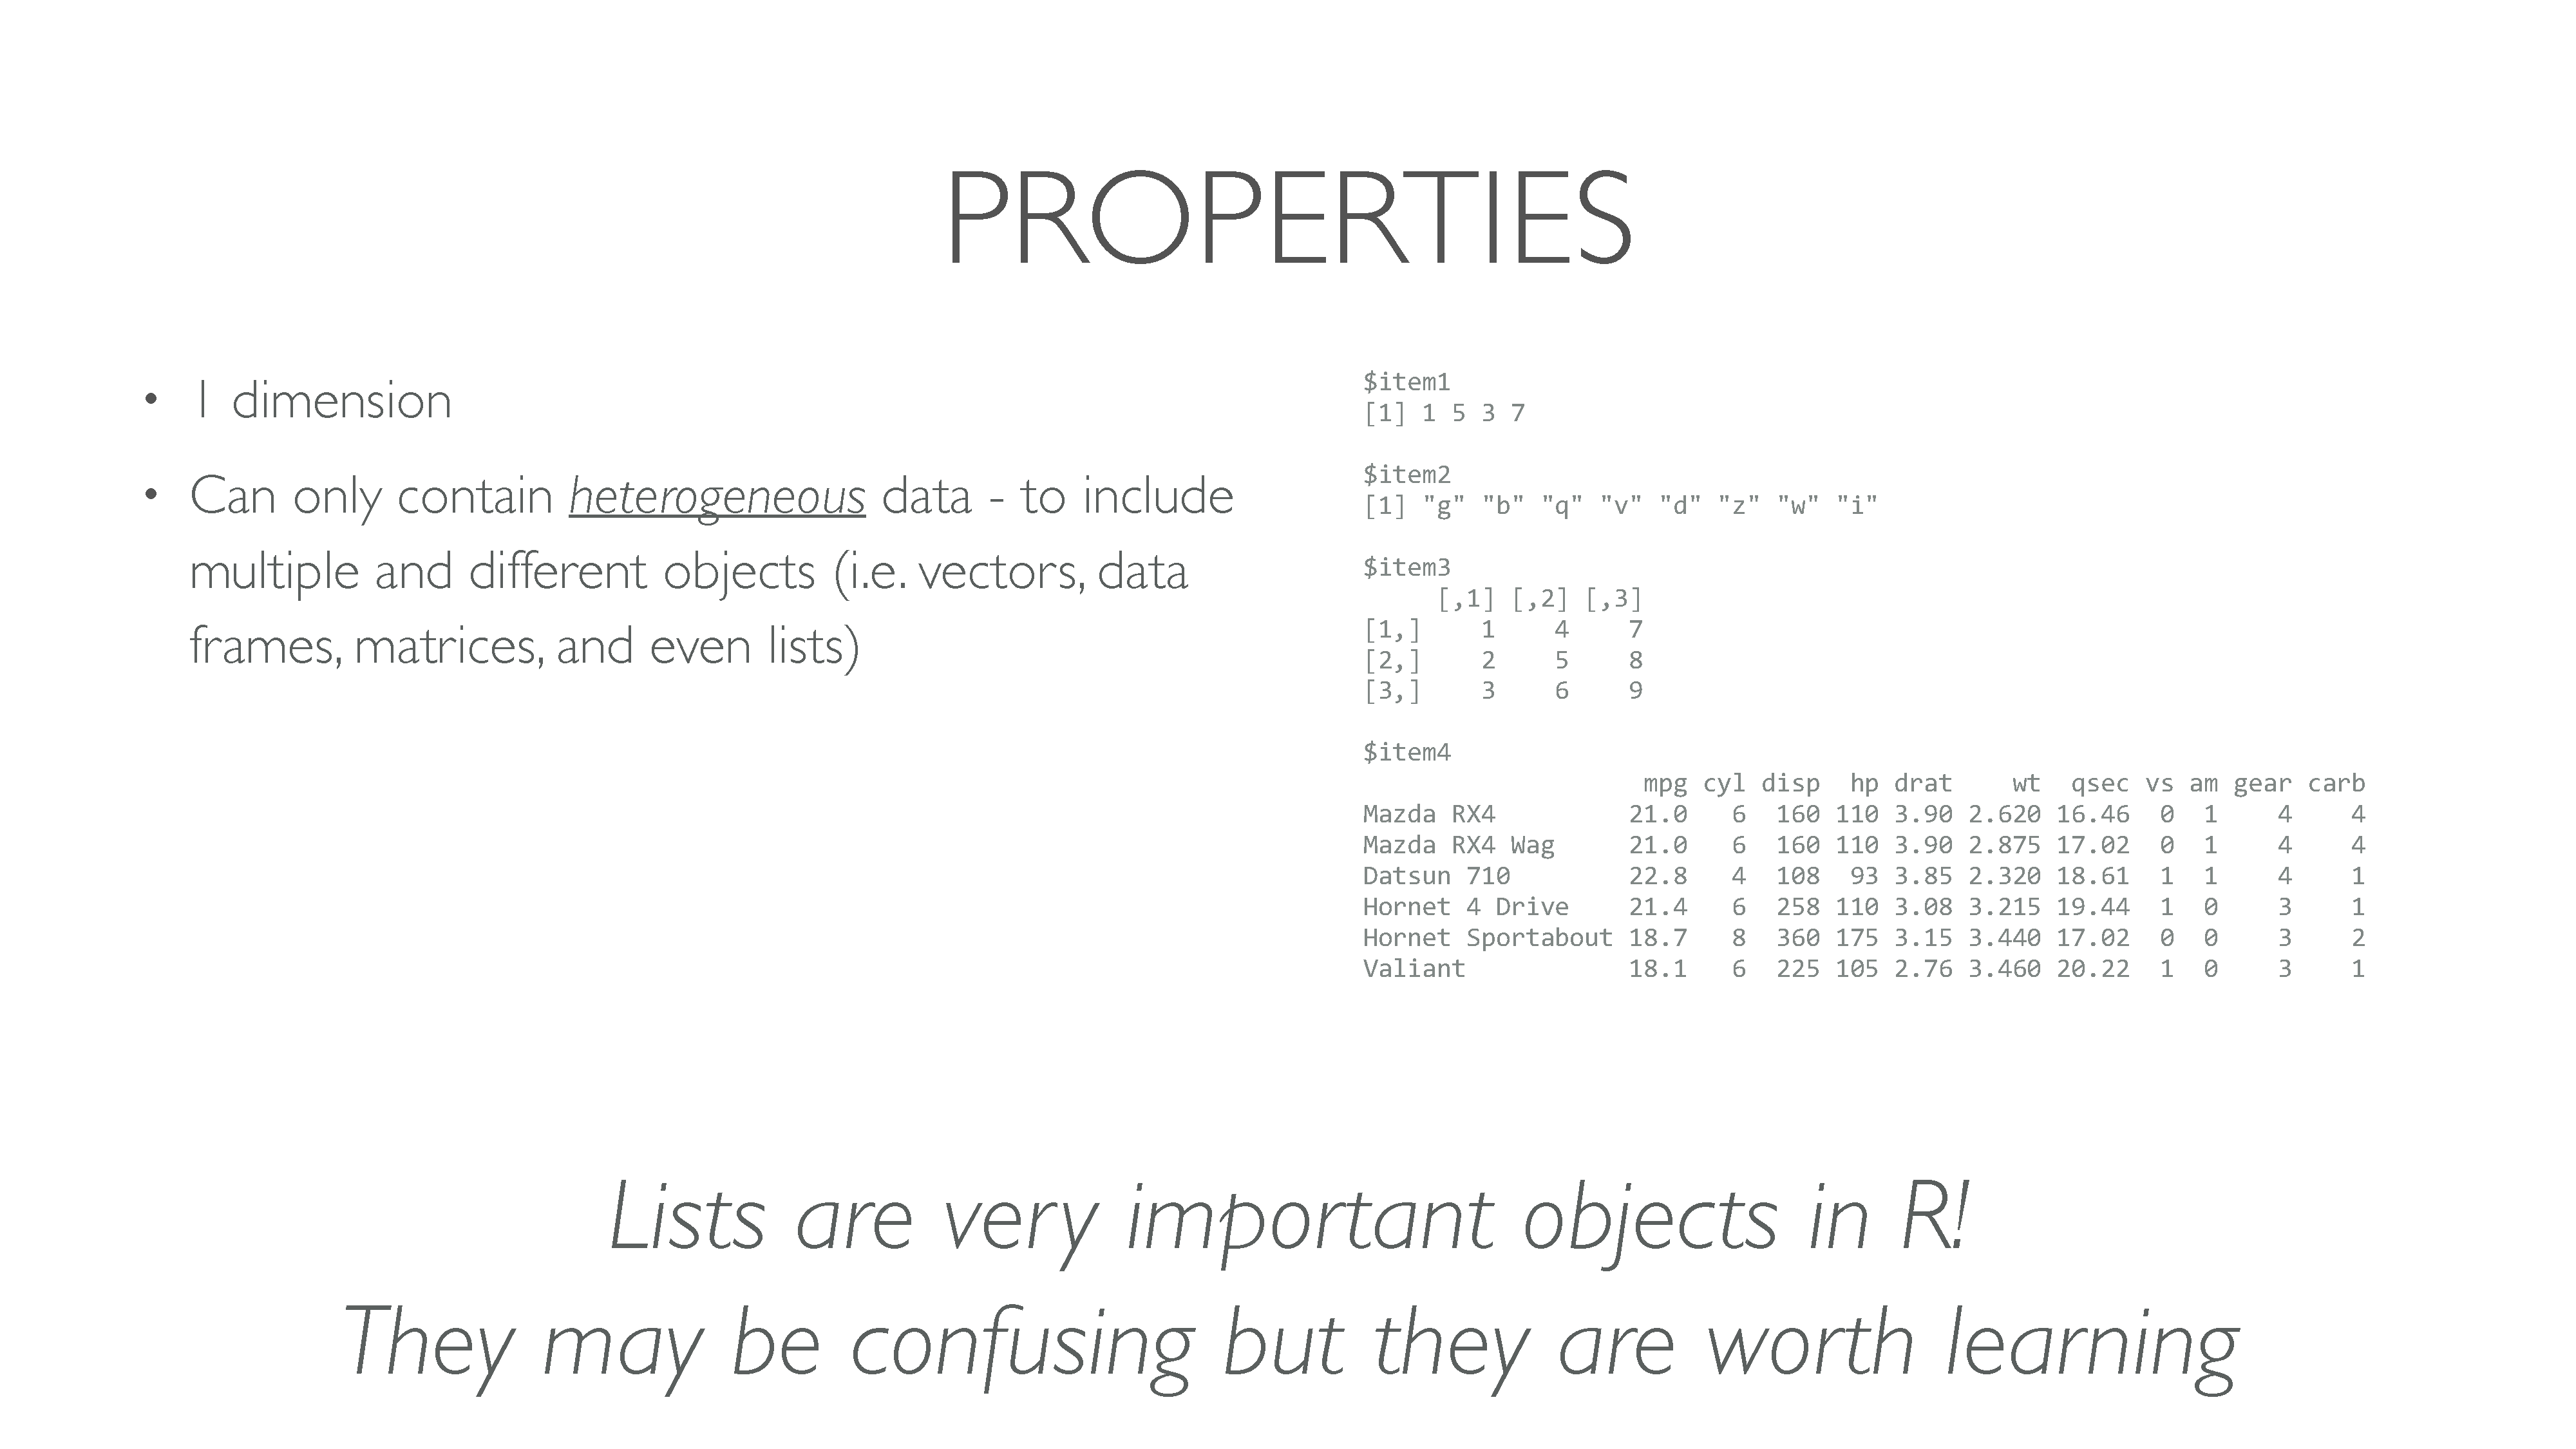 PROPERTIES
• 1 dimension
• Can only contain heterogeneous data - to include
multiple and different objects (i.e. vectors, data
frames, matrices, and even lists)
$item1
[1] 1 5 3 7
$item2
[1] "g" "b" "q" "v" "d" "z" "w" "i"
$item3
     [,1] [,2] [,3]
[1,]    1    4    7
[2,]    2    5    8
[3,]    3    6    9
$item4
                   mpg cyl disp  hp drat    wt  qsec vs am gear carb
Mazda RX4         21.0   6  160 110 3.90 2.620 16.46  0  1    4    4
Mazda RX4 Wag     21.0   6  160 110 3.90 2.875 17.02  0  1    4    4
Datsun 710        22.8   4  108  93 3.85 2.320 18.61  1  1    4    1
Hornet 4 Drive    21.4   6  258 110 3.08 3.215 19.44  1  0    3    1
Hornet Sportabout 18.7   8  360 175 3.15 3.440 17.02  0  0    3    2
Valiant           18.1   6  225 105 2.76 3.460 20.22  1  0    3    1
Lists are very important objects in R!
They may be confusing but they are worth learning